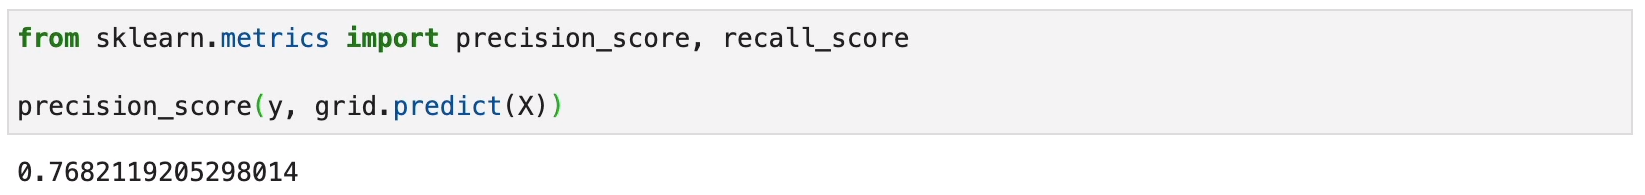 from sklearn.metrics import precision_score, recall_score
precision_score(y, grid.predict(X))
0.7682119205298014